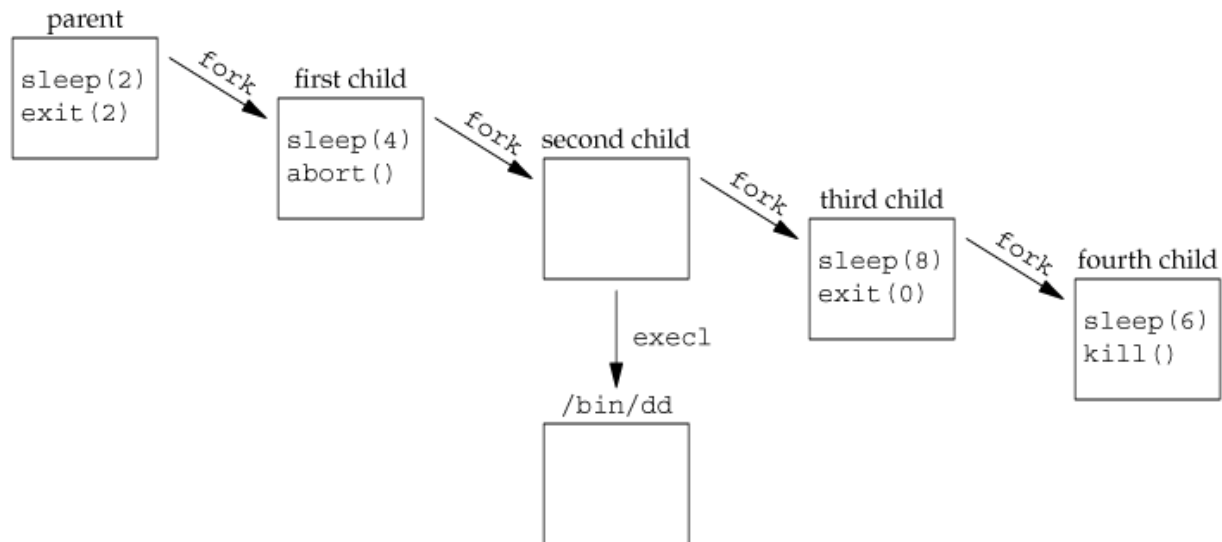 parent
sleep(2)
exit(2)
fork
first child
sleep(4)
abort()
fork
second child
execl
/bin/dd
fork
third child
sleep(8)
exit(0)
fork
fourth child
sleep(6)
kill()